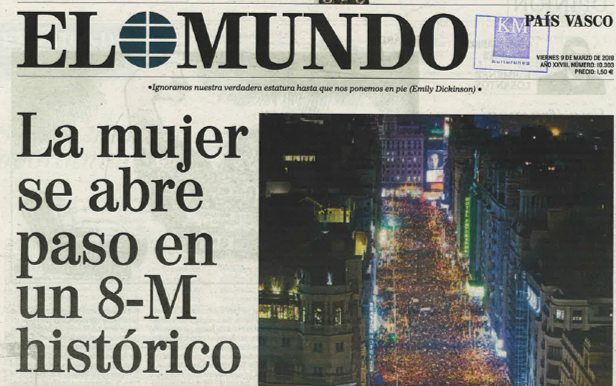 EL MUNDO
KM
PAÍS VASCO
VIERNES 9 DE MARZO DE 2018
AÑO XXVIII. NÚMERO: 10.303
PRECIO: 1,50 €
•Ignoramos nuestra verdadera estatura hasta que nos ponemos en pie (Emily Dickinson) •
La mujer
se abre
paso en
un 8-M
histórico